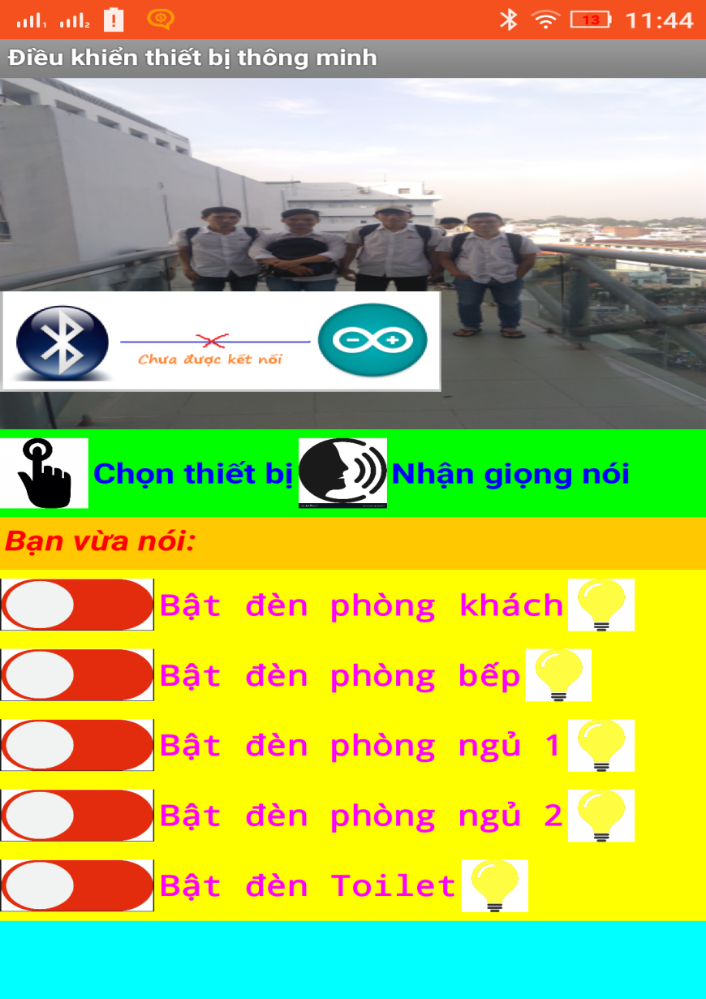 1 2 ! 13 11:44
Điều khiển thiết bị thông minh
Chưa được kết nối
Chọn thiết bị Nhận giọng nói
Bạn vừa nói:
Bật đèn phòng khách
Bật đèn phòng bếp
Bật đèn phòng ngủ 1
Bật đèn phòng ngủ 2
Bật đèn Toilet